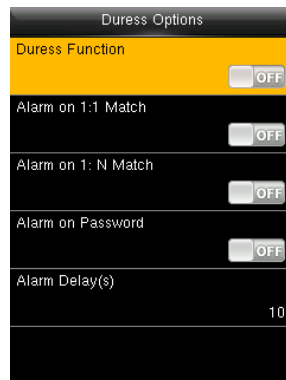 Duress Options
Duress Function
OFF
Alarm on 1:1 Match
OFF
Alarm on 1: N Match
OFF
Alarm on Password
OFF
Alarm Delay(s)
10